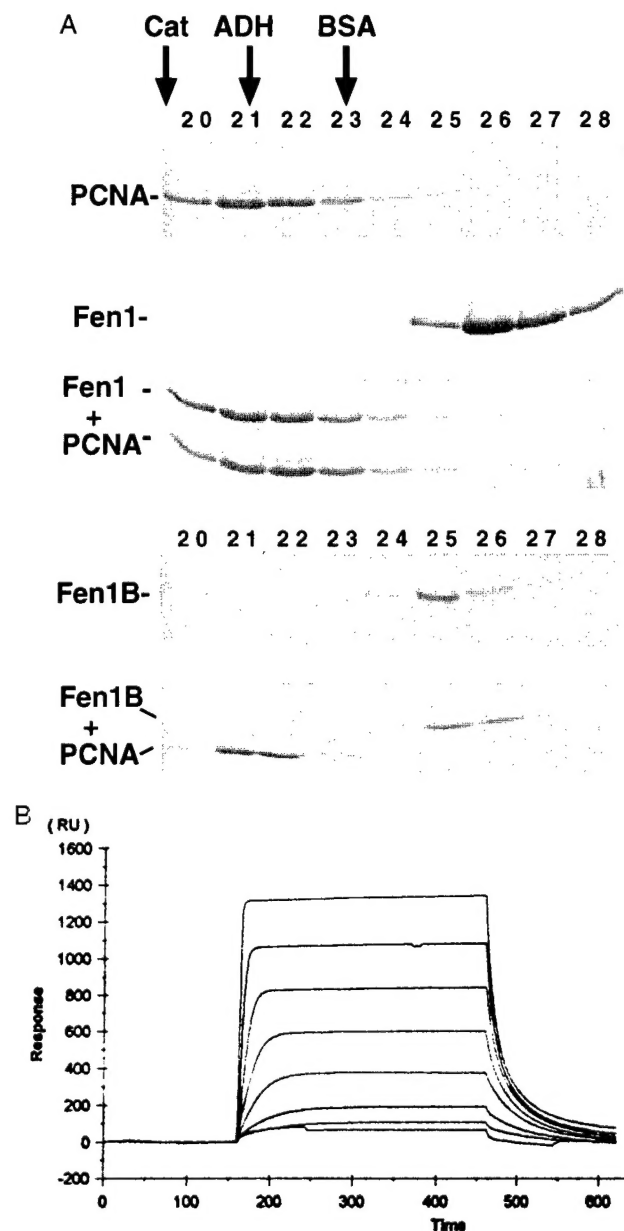 A
Cat ADH BSA
20 21 22 23 24 25 26 27 28
PCNA-
Fen1-
Fen1 -
+
PCNA-
20 21 22 23 24 25 26 27 28
Fen1B-
Fen1B
+
PCNA
B
(RU)
1600
1400
1200
1000
800
600
400
200
0
-200
Response
0 100 200 300 400 500 600
Time